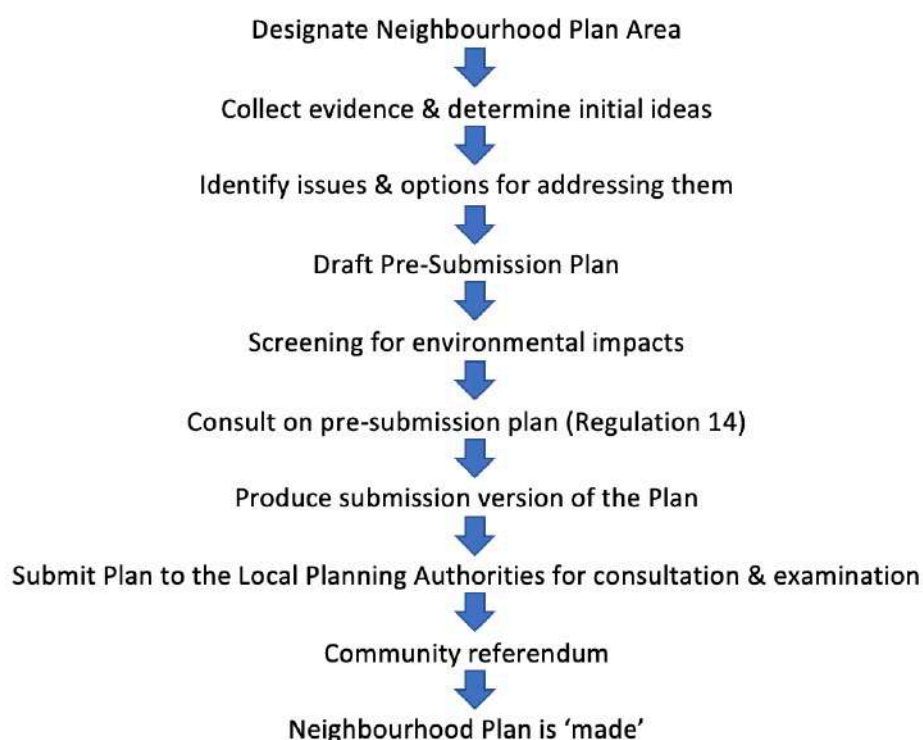 Designate Neighbourhood Plan Area
Collect evidence & determine initial ideas
Identify issues & options for addressing them
Draft Pre-Submission Plan
Screening for environmental impacts
Consult on pre-submission plan (Regulation 14)
Produce submission version of the Plan
Submit Plan to the Local Planning Authorities for consultation & examination
Community referendum
Neighbourhood Plan is ‘made’